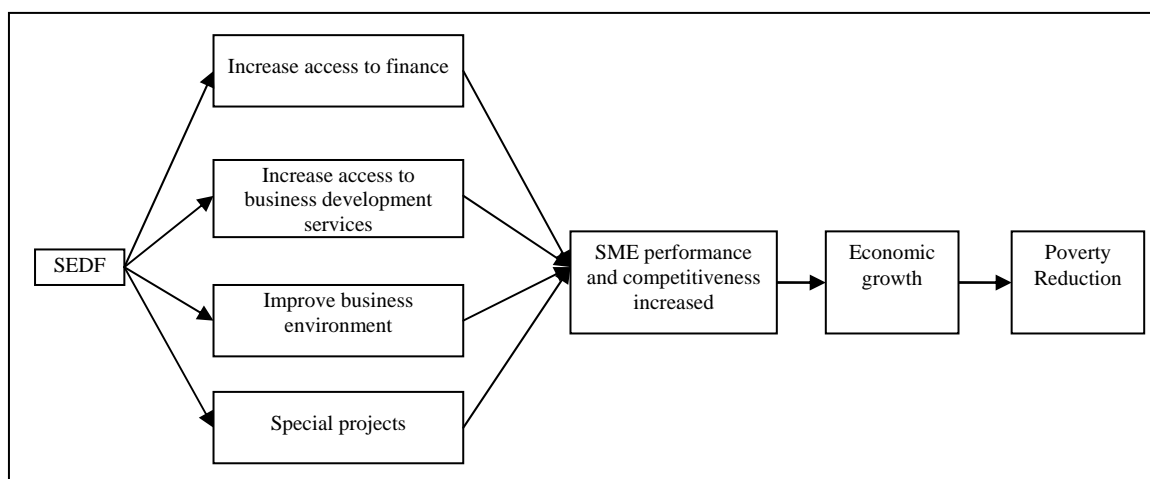 SEDF
Increase access to finance
Increase access to
business development
services
Improve business
environment
Special projects
SME performance
and competitiveness
increased
Economic
growth
Poverty
Reduction